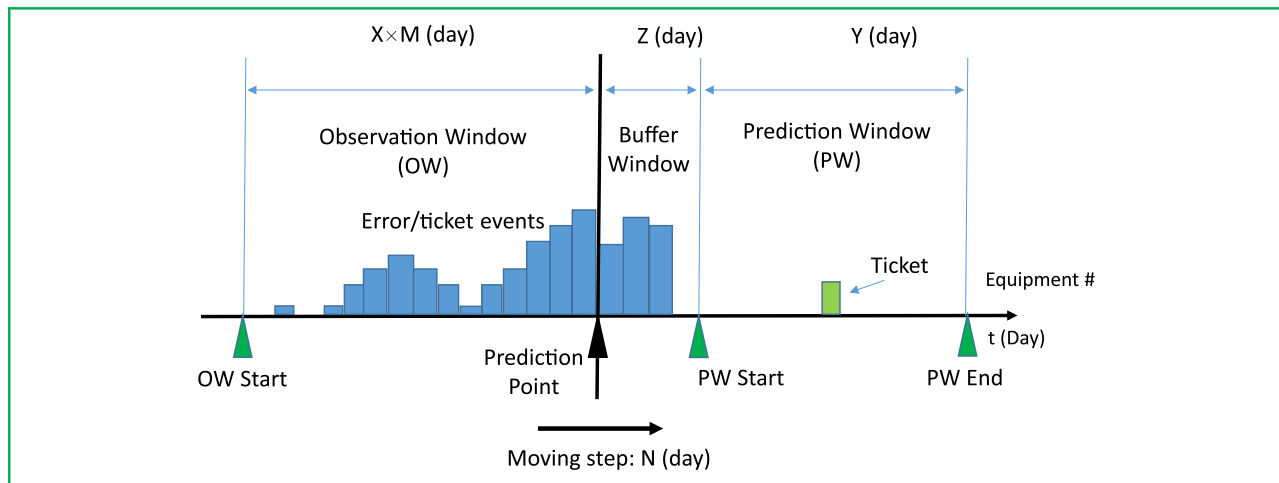 X×M (day)
Z (day)
Y (day)
Observation Window
(OW)
Buffer
Window
Prediction Window
(PW)
Error/ticket events
Ticket
Equipment #
t (Day)
OW Start
Prediction
Point
PW Start
PW End
Moving step: N (day)